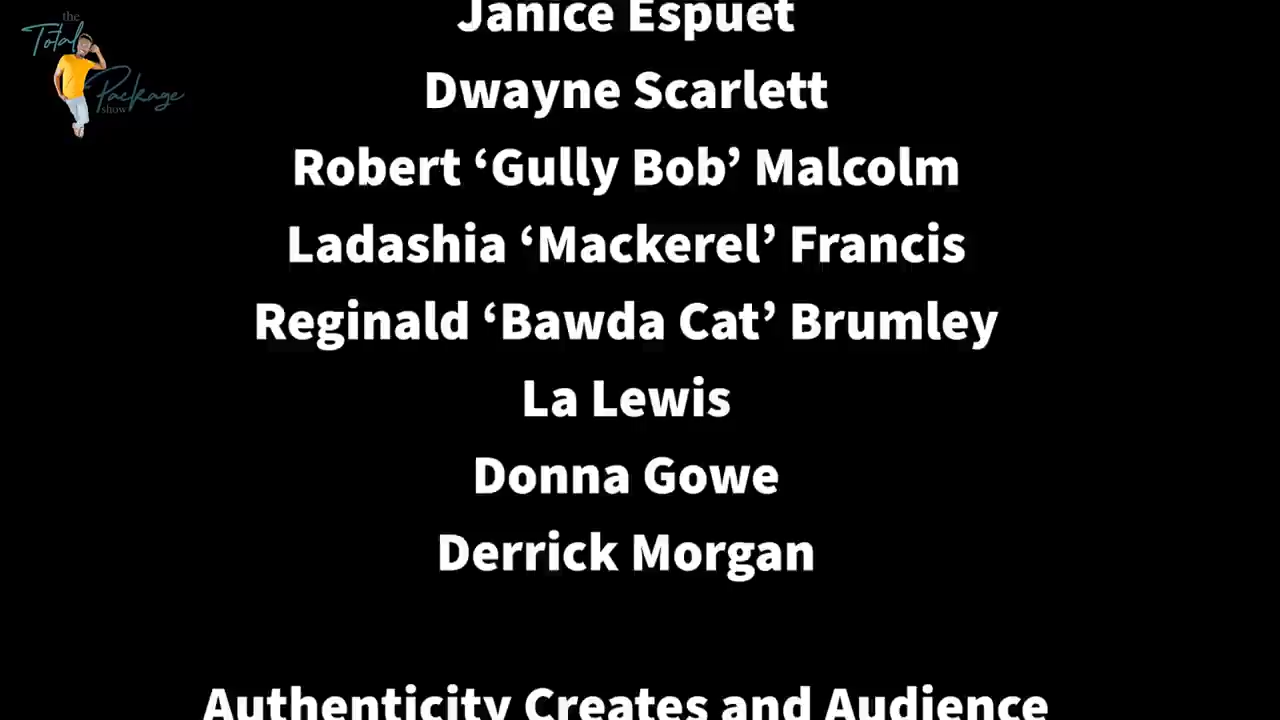 the
Total
Package
show
Janice Espuet
Dwayne Scarlett
Robert ‘Gully Bob’ Malcolm
Ladashia ‘Mackerel’ Francis
Reginald ‘Bawda Cat’ Brumley
La Lewis
Donna Gowe
Derrick Morgan
Authenticity Creates and Audience